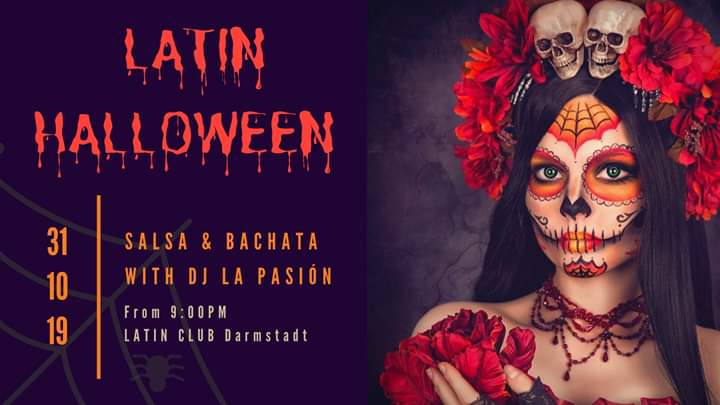 LATIN
HALLOWEEN
31
10
19
SALSA & BACHATA
WITH DJ LA PASIÓN
From 9:00PM
LATIN CLUB Darmstadt